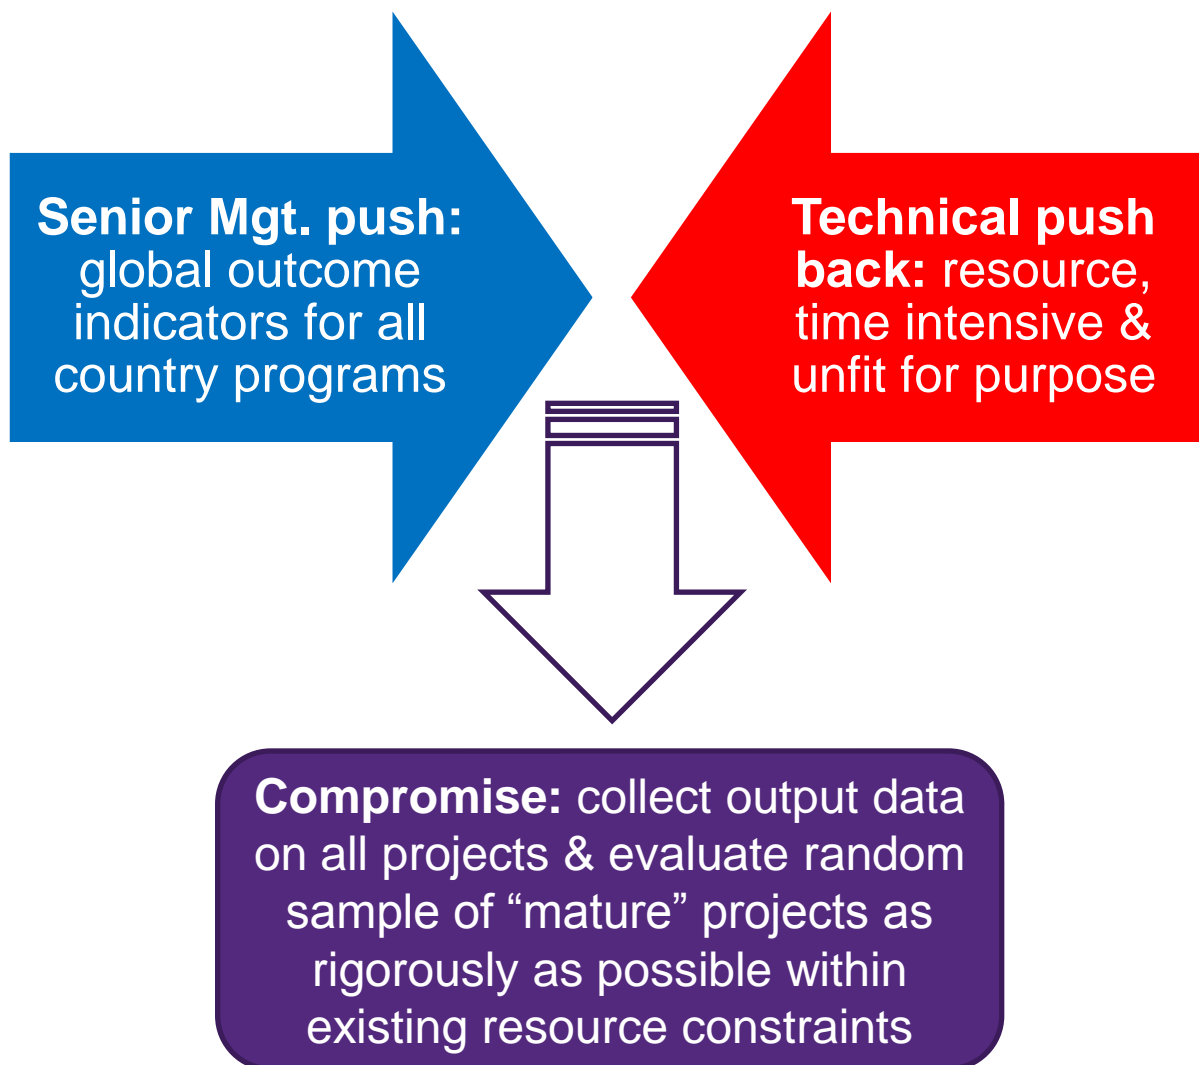 Senior Mgt. push:
global outcome
indicators for all
country programs
Technical push
back: resource,
time intensive &
unfit for purpose
Compromise: collect output data
on all projects & evaluate random
sample of “mature” projects as
rigorously as possible within
existing resource constraints